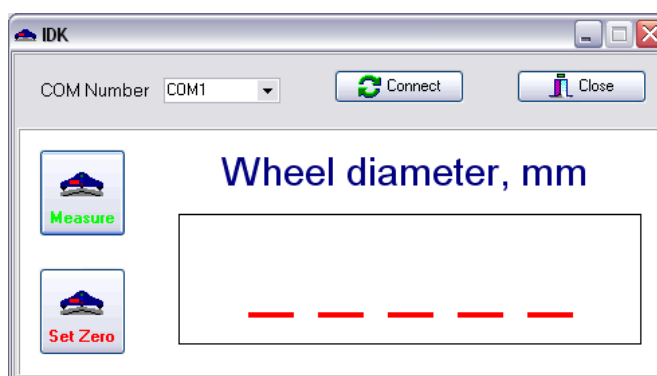 IDK
COM Number COM1 Connect Close
Wheel diameter, mm
Measure
_ _ _ _ _
Set Zero